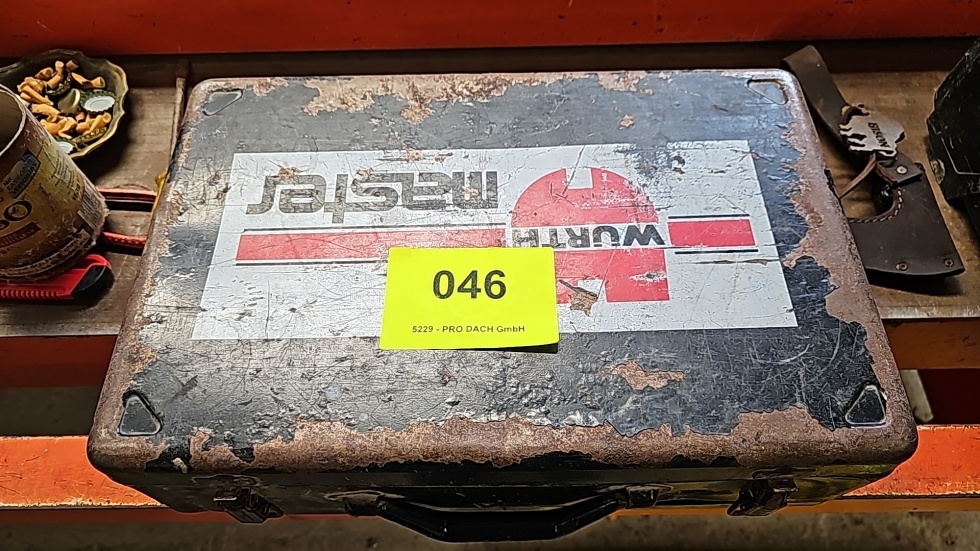 master
WÜRTH
046
5229 - PRO DACH GmbH